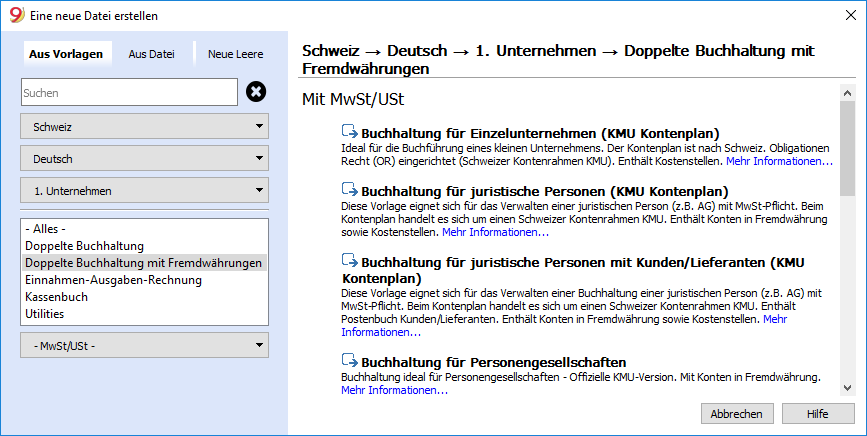 Eine neue Datei erstellen
Aus Vorlagen
Aus Datei
Neue Leere
Suchen
Schweiz
Deutsch
1. Unternehmen
- Alles -
Doppelte Buchhaltung
Doppelte Buchhaltung mit Fremdwährungen
Einnahmen-Ausgaben-Rechnung
Kassenbuch
Utilities
- MwSt/USt -
Schweiz → Deutsch → 1. Unternehmen → Doppelte Buchhaltung mit
Fremdwährungen
Mit MwSt/USt
Buchhaltung für Einzelunternehmen (KMU Kontenplan)
Ideal für die Buchführung eines kleinen Unternehmens. Der Kontenplan ist nach Schweiz. Obligationen
Recht (OR) eingerichtet (Schweizer Kontenrahmen KMU). Enthält Kostenstellen. Mehr Informationen...
Buchhaltung für juristische Personen (KMU Kontenplan)
Diese Vorlage eignet sich für das Verwalten einer juristischen Person (z.B. AG) mit MwSt-Pflicht. Beim
Kontenplan handelt es sich um einen Schweizer Kontenrahmen KMU. Enthält Konten in Fremdwährung
sowie Kostenstellen. Mehr Informationen...
Buchhaltung für juristische Personen mit Kunden/Lieferanten (KMU
Kontenplan)
Diese Vorlage eignet sich für das Verwalten einer Buchhaltung einer juristischen Person (z.B. AG) mit
MwSt-Pflicht. Beim Kontenplan handelt es sich um einen Schweizer Kontenrahmen KMU. Enthält
Postenbuch Kunden/Lieferanten. Enthält Konten in Fremdwährung sowie Kostenstellen. Mehr
Informationen...
Buchhaltung für Personengesellschaften
Buchhaltung ideal für Personengesellschaften - Offizielle KMU-Version. Mit Konten in Fremdwährung.
Mehr Informationen...
Abbrechen
Hilfe